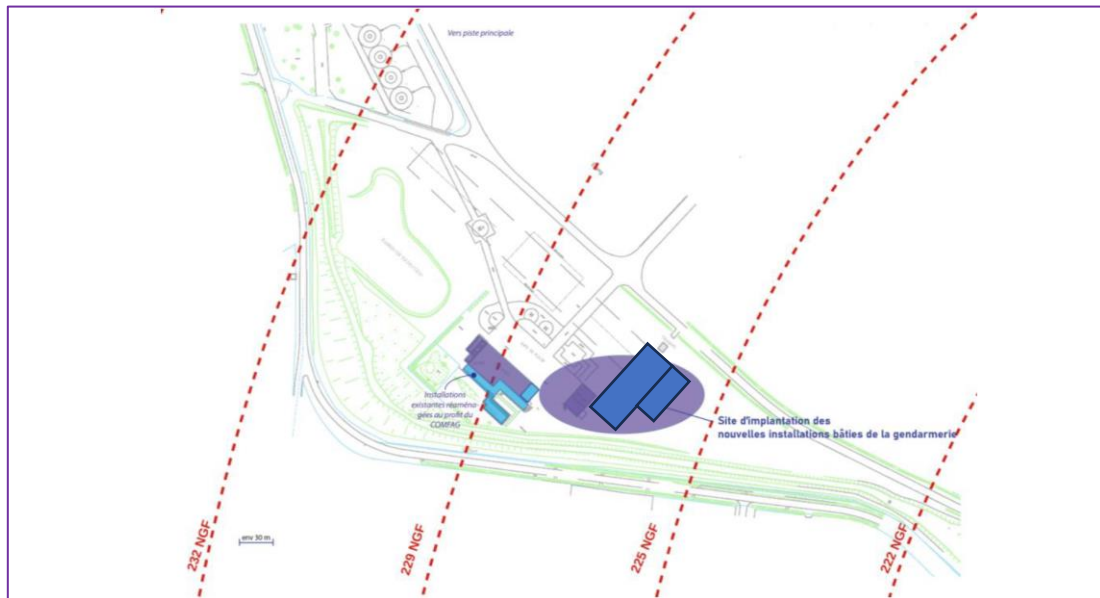 Vers piste principale
Installations
existantes réaména-
gées au profit du
COMFAG
Site d'implantation des
nouvelles installations bâties de la gendarmerie
env 30 m
232 NGF
229 NGF
225 NGF
222 NGF